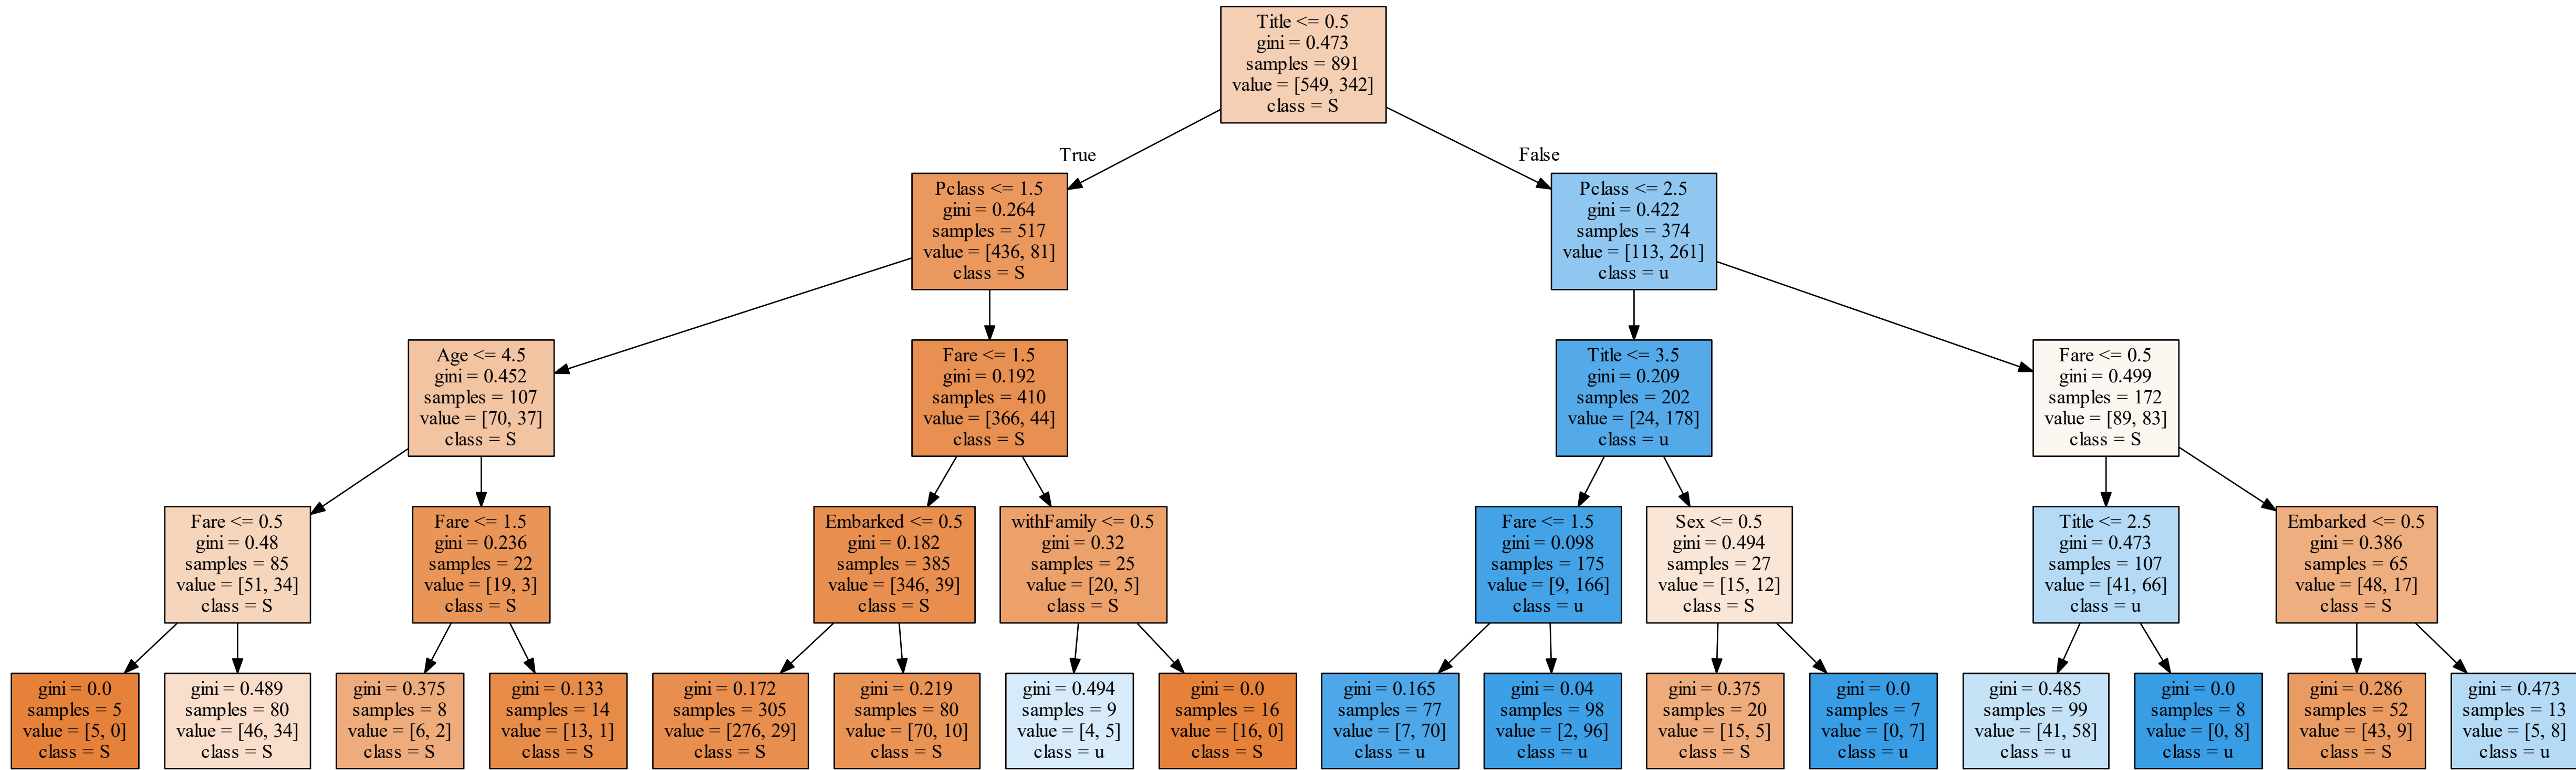 Title <= 0.5
gini = 0.473
samples = 891
value = [549, 342]
class = S
True
False
Pclass <= 1.5
gini = 0.264
samples = 517
value = [436, 81]
class = S
Pclass <= 2.5
gini = 0.422
samples = 374
value = [113, 261]
class = u
Age <= 4.5
gini = 0.452
samples = 107
value = [70, 37]
class = S
Fare <= 1.5
gini = 0.192
samples = 410
value = [366, 44]
class = S
Title <= 3.5
gini = 0.209
samples = 202
value = [24, 178]
class = u
Fare <= 0.5
gini = 0.499
samples = 172
value = [89, 83]
class = S
Fare <= 0.5
gini = 0.48
samples = 85
value = [51, 34]
class = S
Fare <= 1.5
gini = 0.236
samples = 22
value = [19, 3]
class = S
Embarked <= 0.5
gini = 0.182
samples = 385
value = [346, 39]
class = S
withFamily <= 0.5
gini = 0.32
samples = 25
value = [20, 5]
class = S
Fare <= 1.5
gini = 0.098
samples = 175
value = [9, 166]
class = u
Sex <= 0.5
gini = 0.494
samples = 27
value = [15, 12]
class = S
Title <= 2.5
gini = 0.473
samples = 107
value = [41, 66]
class = u
Embarked <= 0.5
gini = 0.386
samples = 65
value = [48, 17]
class = S
gini = 0.0
samples = 5
value = [5, 0]
class = S
gini = 0.489
samples = 80
value = [46, 34]
class = S
gini = 0.375
samples = 8
value = [6, 2]
class = S
gini = 0.133
samples = 14
value = [13, 1]
class = S
gini = 0.172
samples = 305
value = [276, 29]
class = S
gini = 0.219
samples = 80
value = [70, 10]
class = S
gini = 0.494
samples = 9
value = [4, 5]
class = u
gini = 0.0
samples = 16
value = [16, 0]
class = S
gini = 0.165
samples = 77
value = [7, 70]
class = u
gini = 0.04
samples = 98
value = [2, 96]
class = u
gini = 0.375
samples = 20
value = [15, 5]
class = S
gini = 0.0
samples = 7
value = [0, 7]
class = u
gini = 0.485
samples = 99
value = [41, 58]
class = u
gini = 0.0
samples = 8
value = [0, 8]
class = u
gini = 0.286
samples = 52
value = [43, 9]
class = S
gini = 0.473
samples = 13
value = [5, 8]
class = u